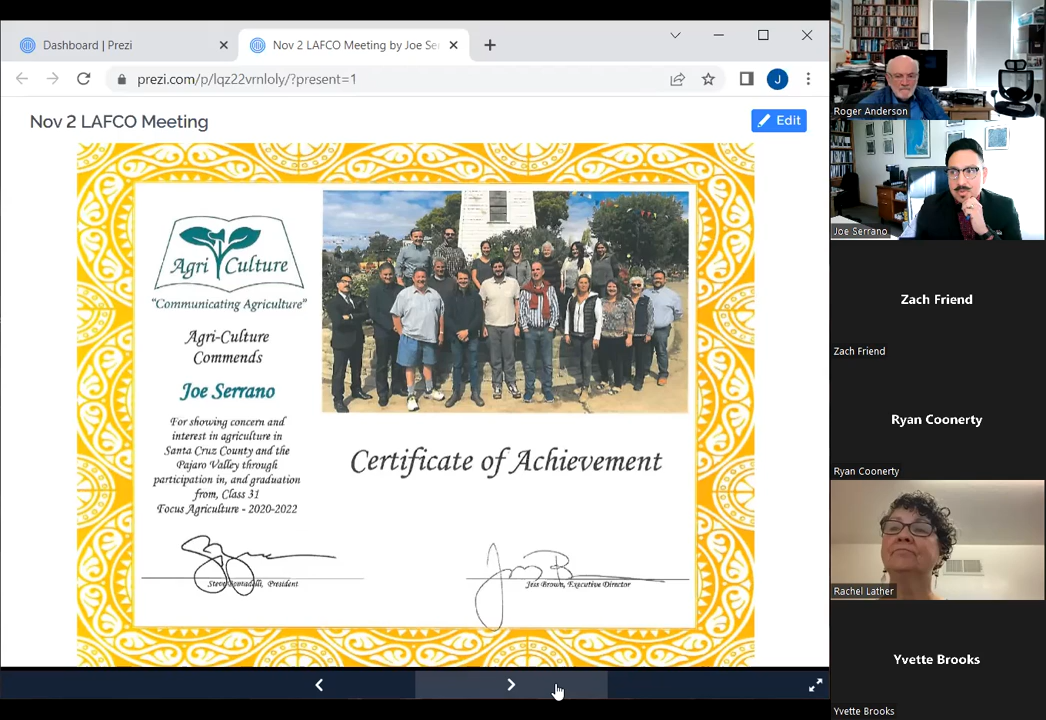 Dashboard | Prezi
Nov 2 LAFCO Meeting by Joe Se
prezi.com/p/lqz22vrnloly/?present=1
J
Nov 2 LAFCO Meeting
Edit
Agri Culture
"Communicating Agriculture"
Agri-Culture
Commends
Joe Serrano
For showing concern and
interest in agriculture in
Santa Cruz County and the
Pajaro Valley through
participation in, and graduation
from, Class 31
Focus Agriculture - 2020-2022
Certificate of Achievement
Steve Bontadelli, President
Jess Brown, Executive Director
Roger Anderson
Joe Serrano
Zach Friend
Zach Friend
Ryan Coonerty
Ryan Coonerty
Rachel Lather
Yvette Brooks
Yvette Brooks